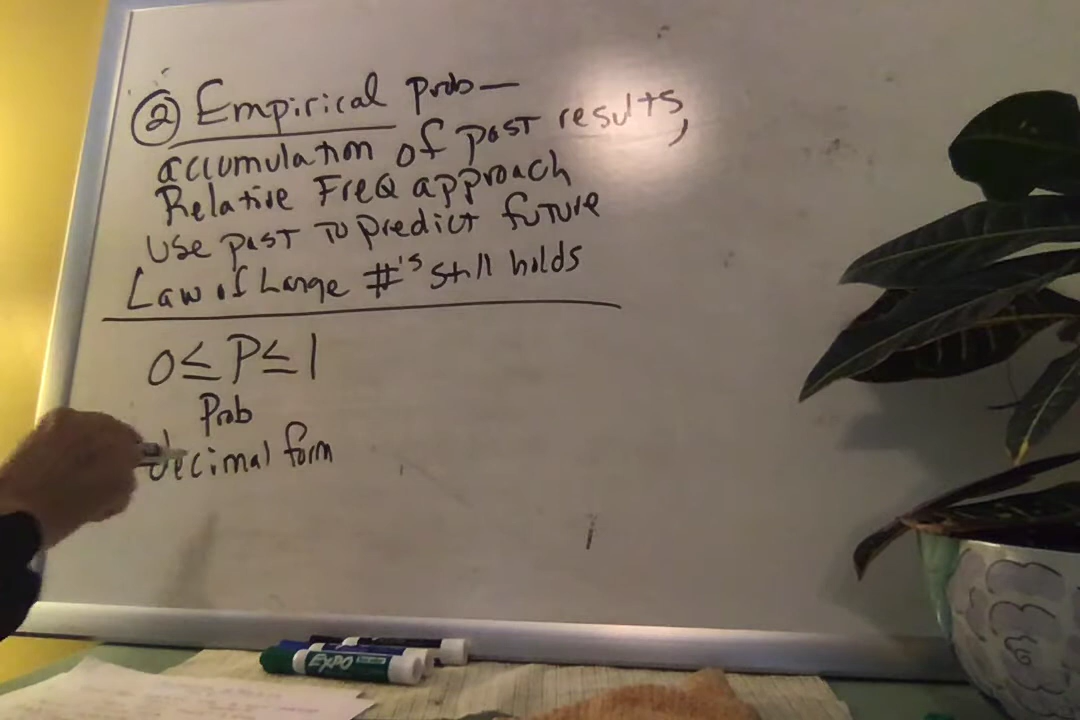 ② Empirical prob—
accumulation of past results,
Relative Freq approach
Use past to predict future
Law of Large #'s still holds
0 ≤ P ≤ 1
Prob
decimal form
EXPO